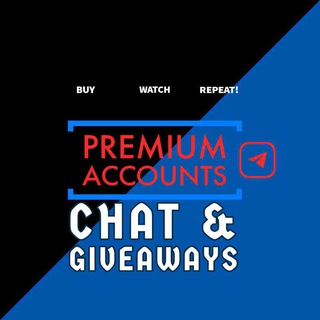 BUY WATCH REPEAT!
PREMIUM
ACCOUNTS
CHAT &
GIVEAWAYS